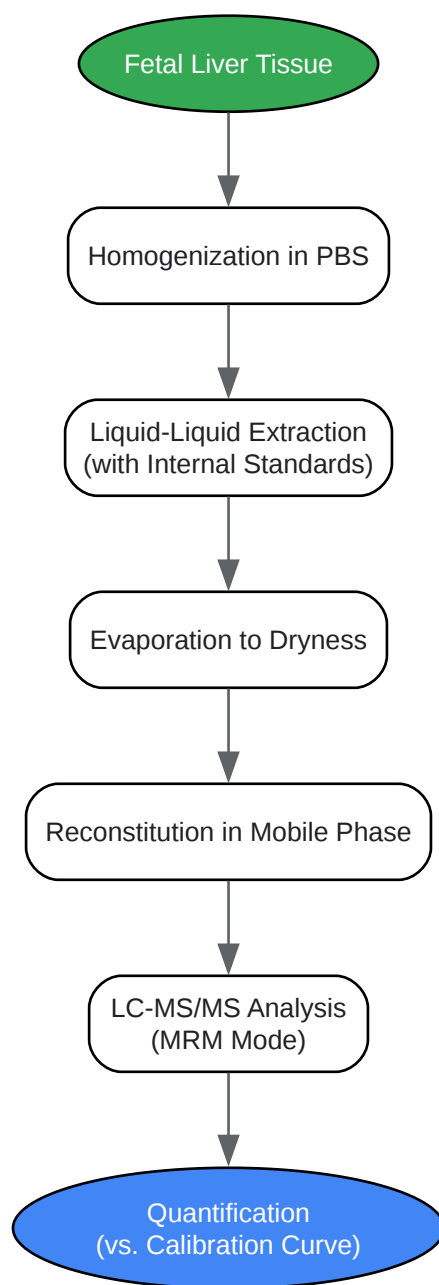 Fetal Liver Tissue
Homogenization in PBS
Liquid-Liquid Extraction
(with Internal Standards)
Evaporation to Dryness
Reconstitution in Mobile Phase
LC-MS/MS Analysis
(MRM Mode)
Quantification
(vs. Calibration Curve)